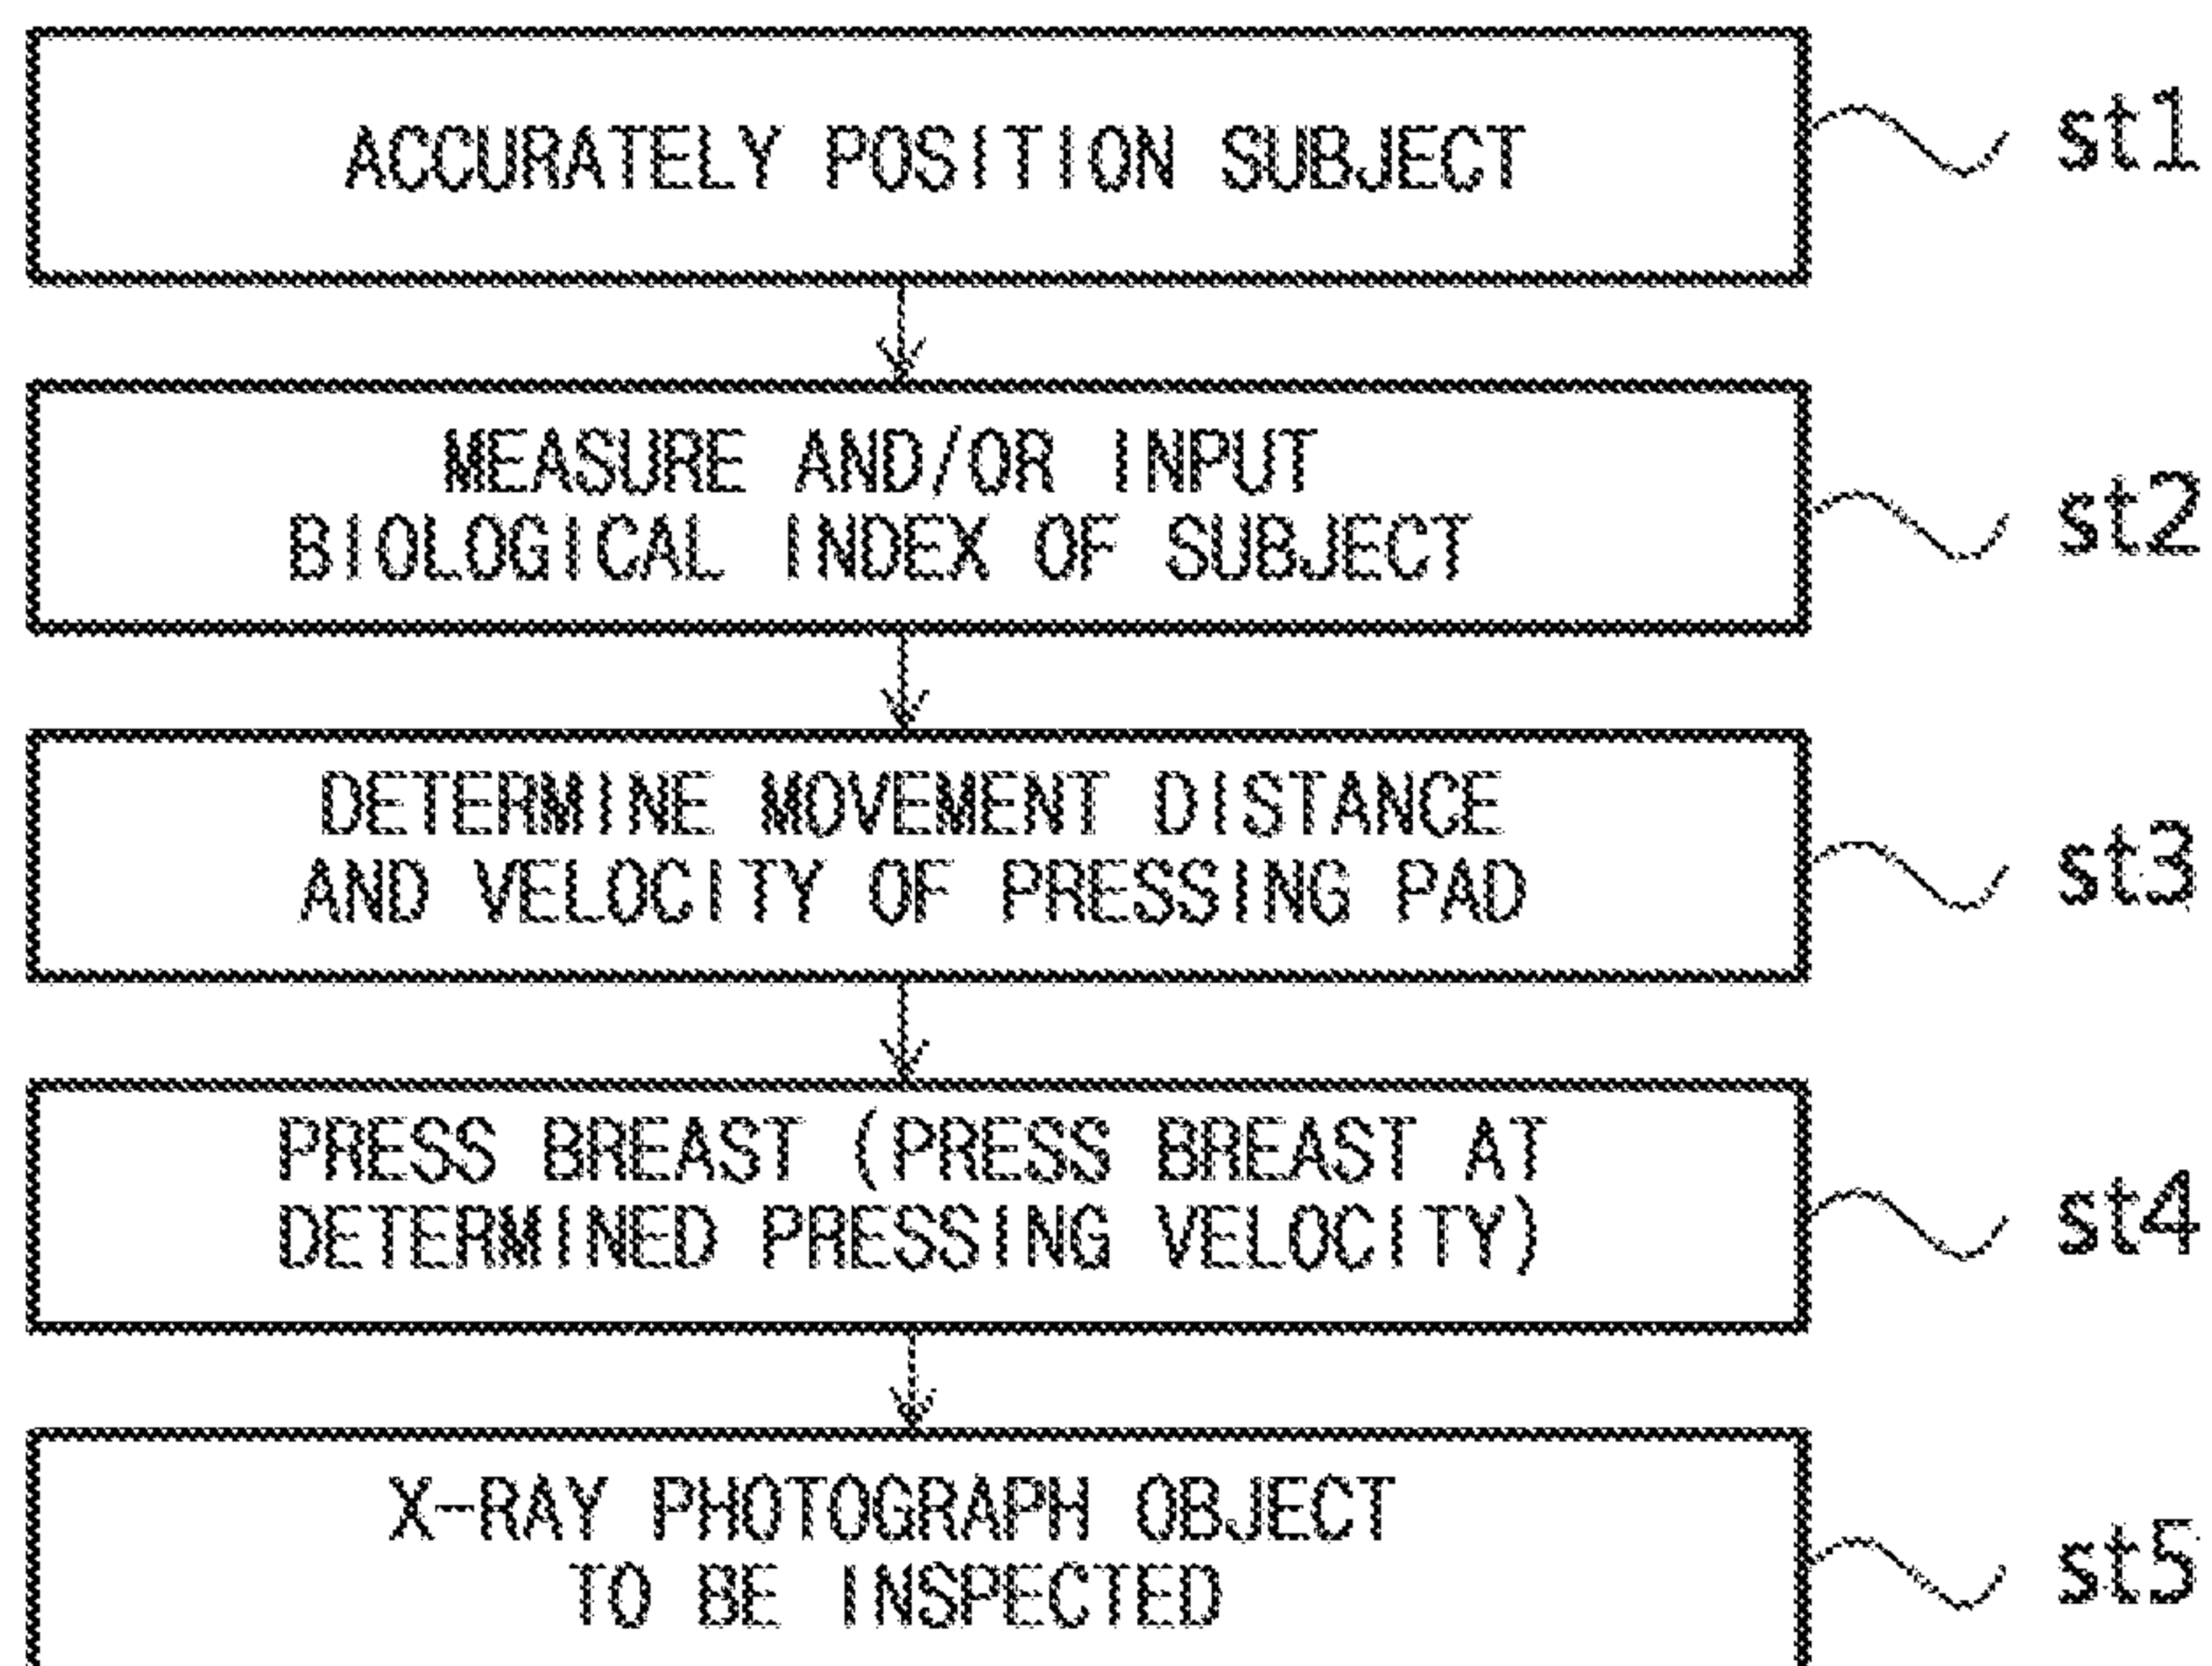 ACCURATELY POSITION SUBJECT
st1
MEASURE AND/OR INPUT
BIOLOGICAL INDEX OF SUBJECT
st2
DETERMINE MOVEMENT DISTANCE
AND VELOCITY OF PRESSING PAD
st3
PRESS BREAST (PRESS BREAST AT
DETERMINED PRESSING VELOCITY)
st4
X-RAY PHOTOGRAPH OBJECT
TO BE INSPECTED
st5